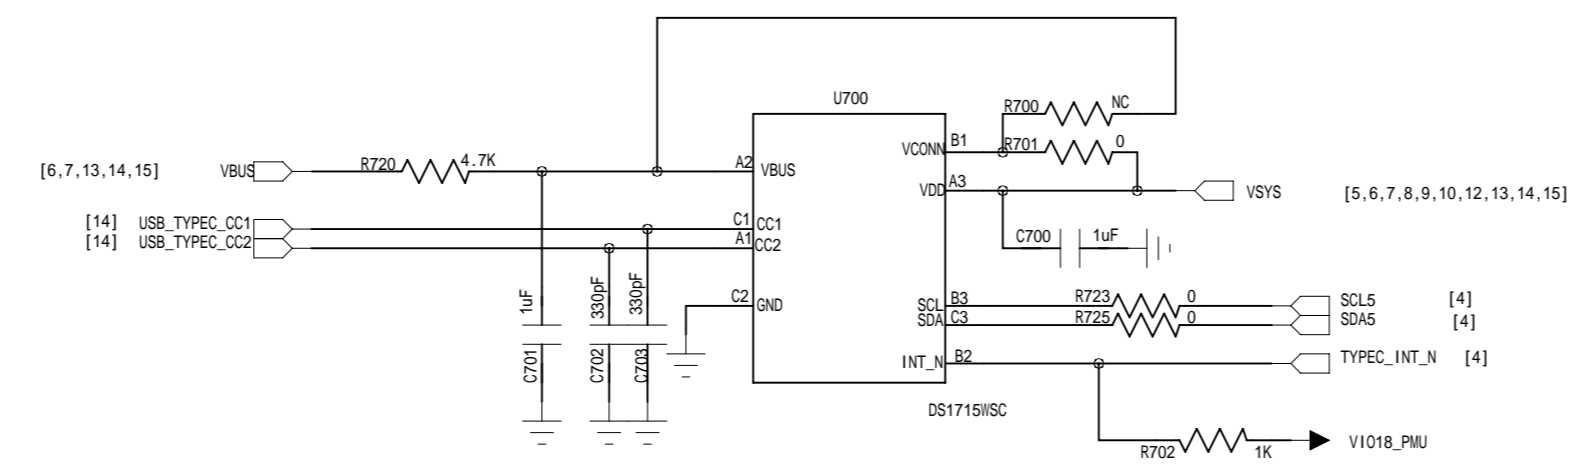 U700
R700 NC
R701 0
VCONN B1
[6,7,13,14,15] VBUS R720 4.7K A2 VBUS
VDD A3 VSYS [5,6,7,8,9,10,12,13,14,15]
[14] USB_TYPEC_CC1 C1 CC1
[14] USB_TYPEC_CC2 A1 CC2
C700 1uF
1uF 330pF 330pF
C2 GND
SCL B3 R723 0 SCL5 [4]
SDA C3 R725 0 SDA5 [4]
C701 C702 C703
INT_N B2 TYPEC_INT_N [4]
DS1715WSC
R702 1K VIO18_PMU